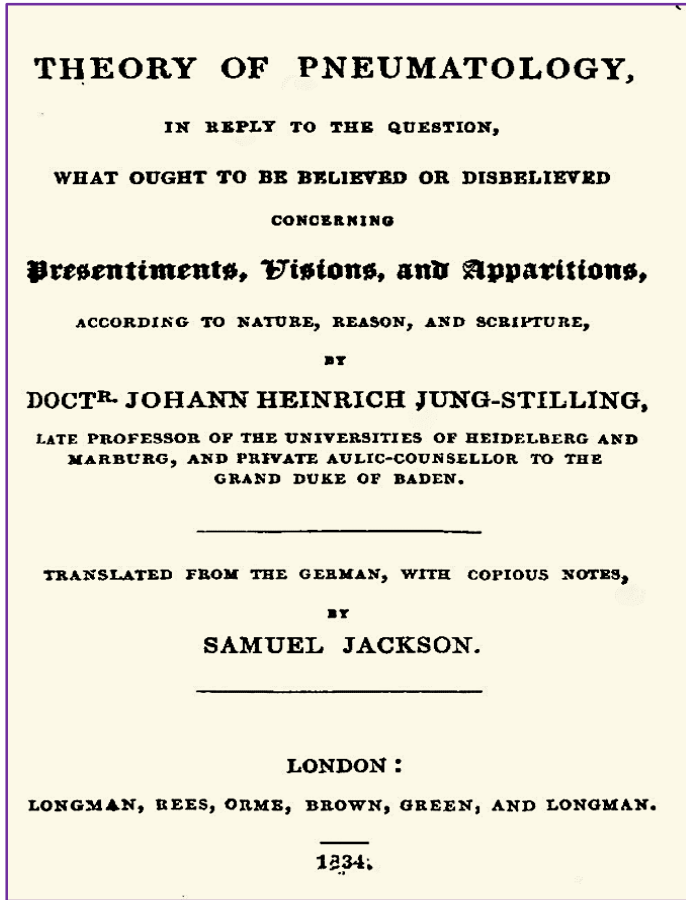 THEORY OF PNEUMATOLOGY,
IN REPLY TO THE QUESTION,
WHAT OUGHT TO BE BELIEVED OR DISBELIEVED
CONCERNING
Presentiments, Visions, and Apparitions,
ACCORDING TO NATURE, REASON, AND SCRIPTURE,
BY
DOCTR. JOHANN HEINRICH JUNG-STILLING,
LATE PROFESSOR OF THE UNIVERSITIES OF HEIDELBERG AND
MARBURG, AND PRIVATE AULIC-COUNSELLOR TO THE
GRAND DUKE OF BADEN.
TRANSLATED FROM THE GERMAN, WITH COPIOUS NOTES,
BY
SAMUEL JACKSON.
LONDON:
LONGMAN, REES, ORME, BROWN, GREEN, AND LONGMAN.
1834.